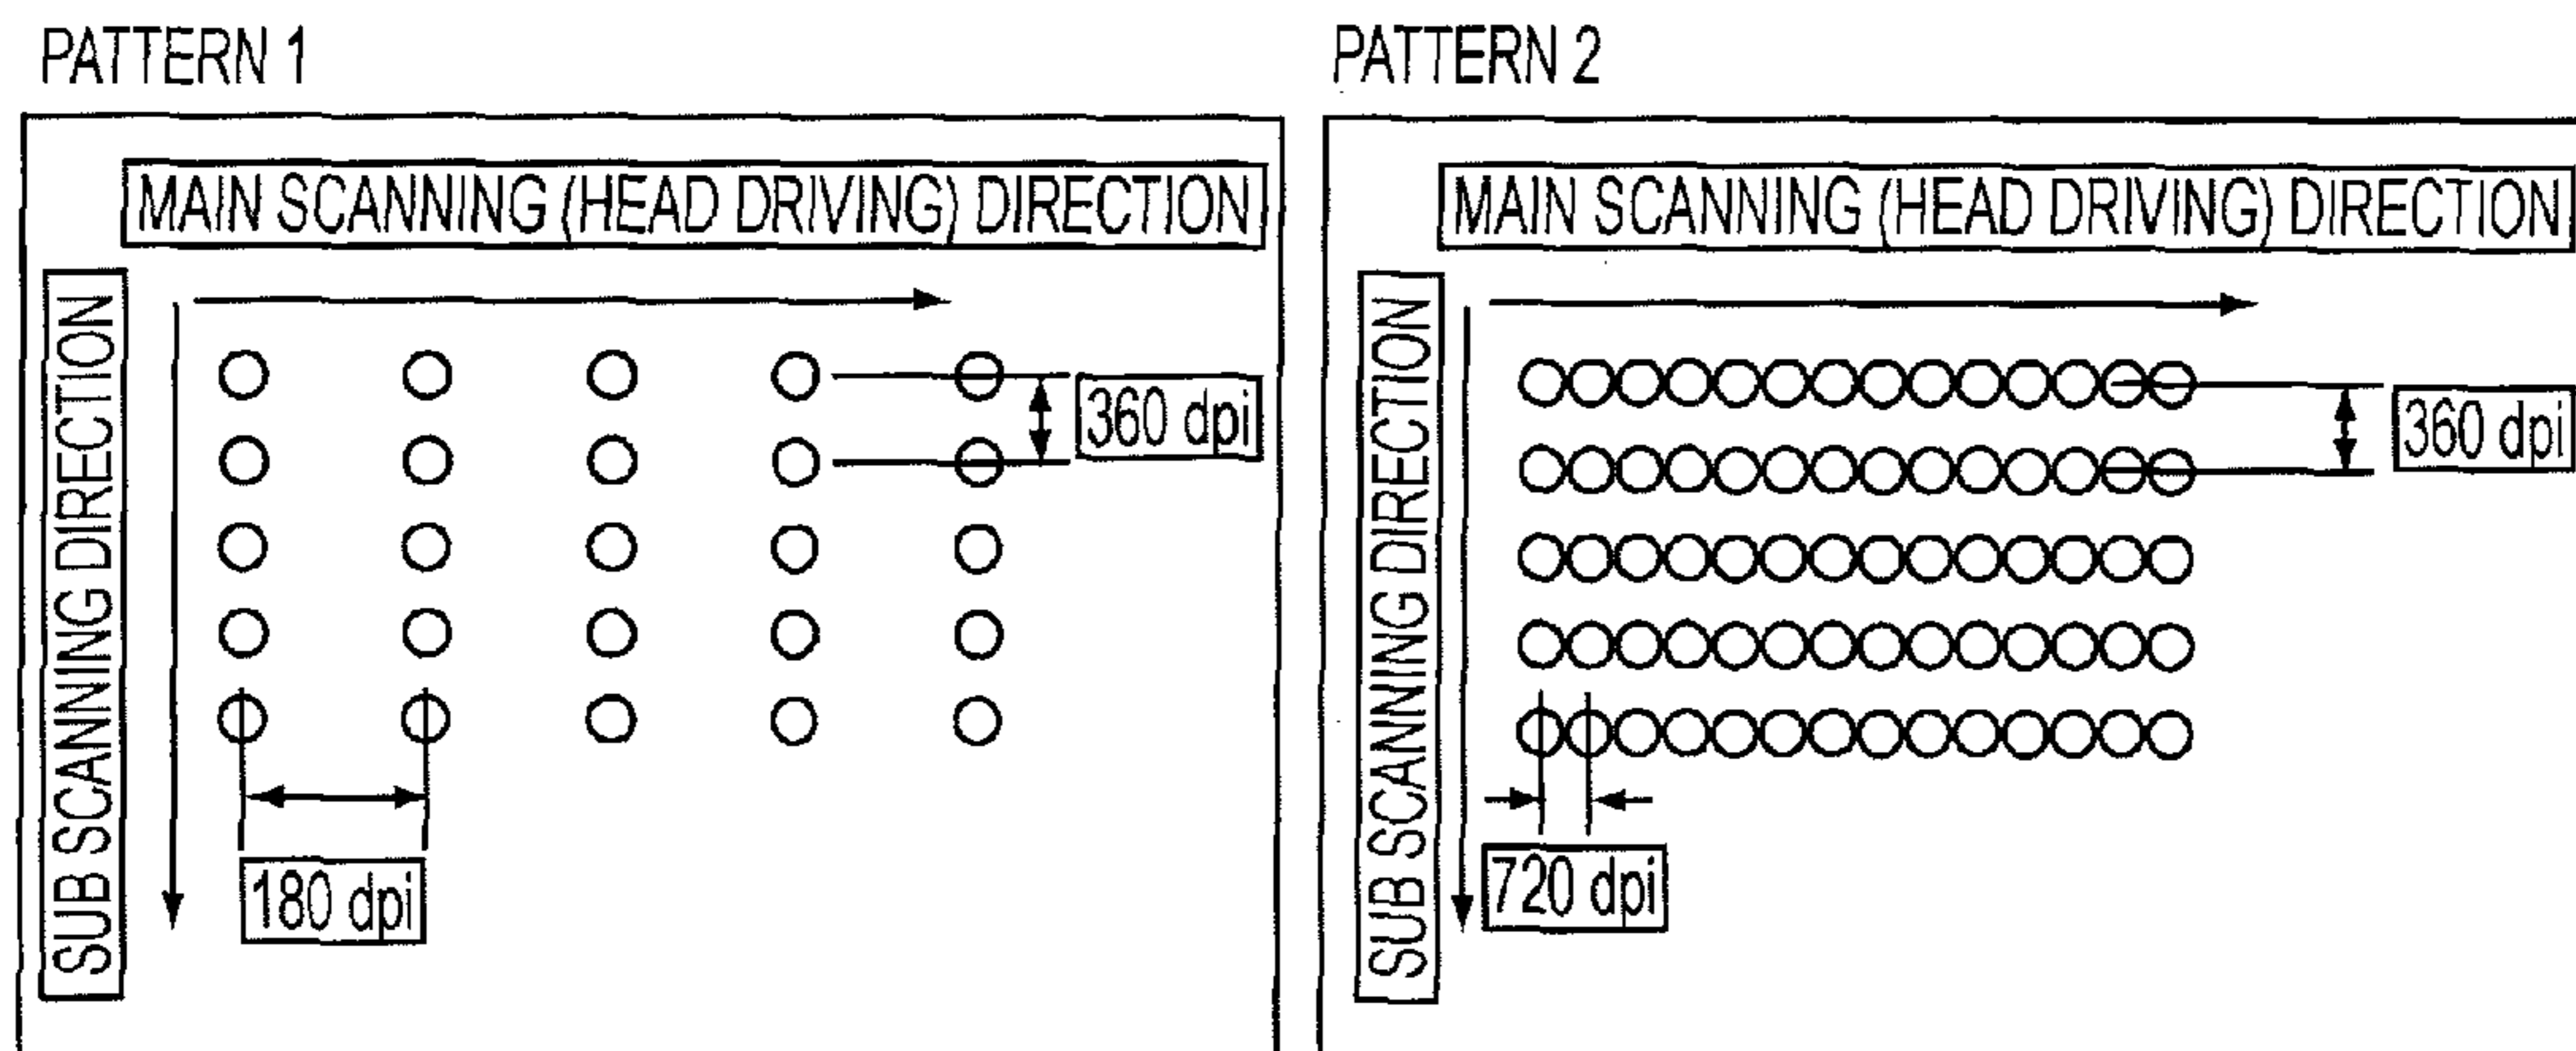 PATTERN 1
MAIN SCANNING (HEAD DRIVING) DIRECTION
SUB SCANNING DIRECTION
360 dpi
180 dpi
PATTERN 2
MAIN SCANNING (HEAD DRIVING) DIRECTION
SUB SCANNING DIRECTION
360 dpi
720 dpi